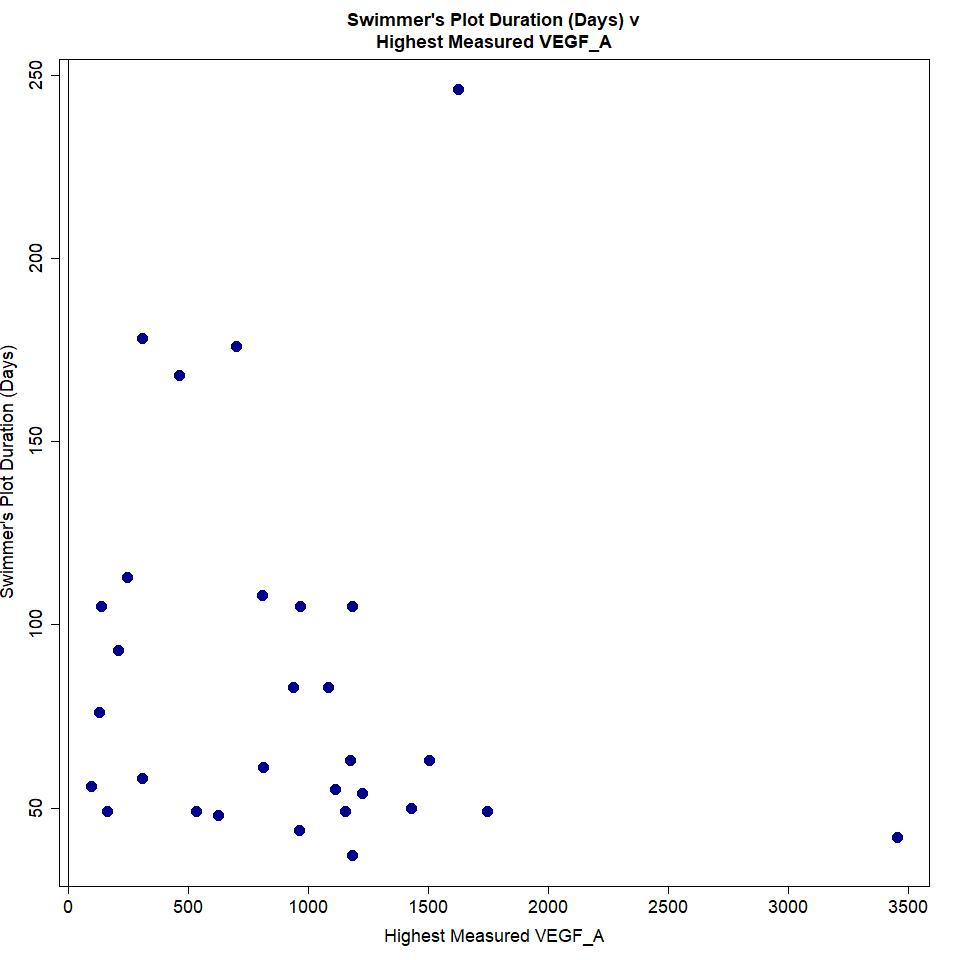 Swimmer's Plot Duration (Days) v
Highest Measured VEGF_A
250
200
150
100
50
Swimmer's Plot Duration (Days)
0 500 1000 1500 2000 2500 3000 3500
Highest Measured VEGF_A